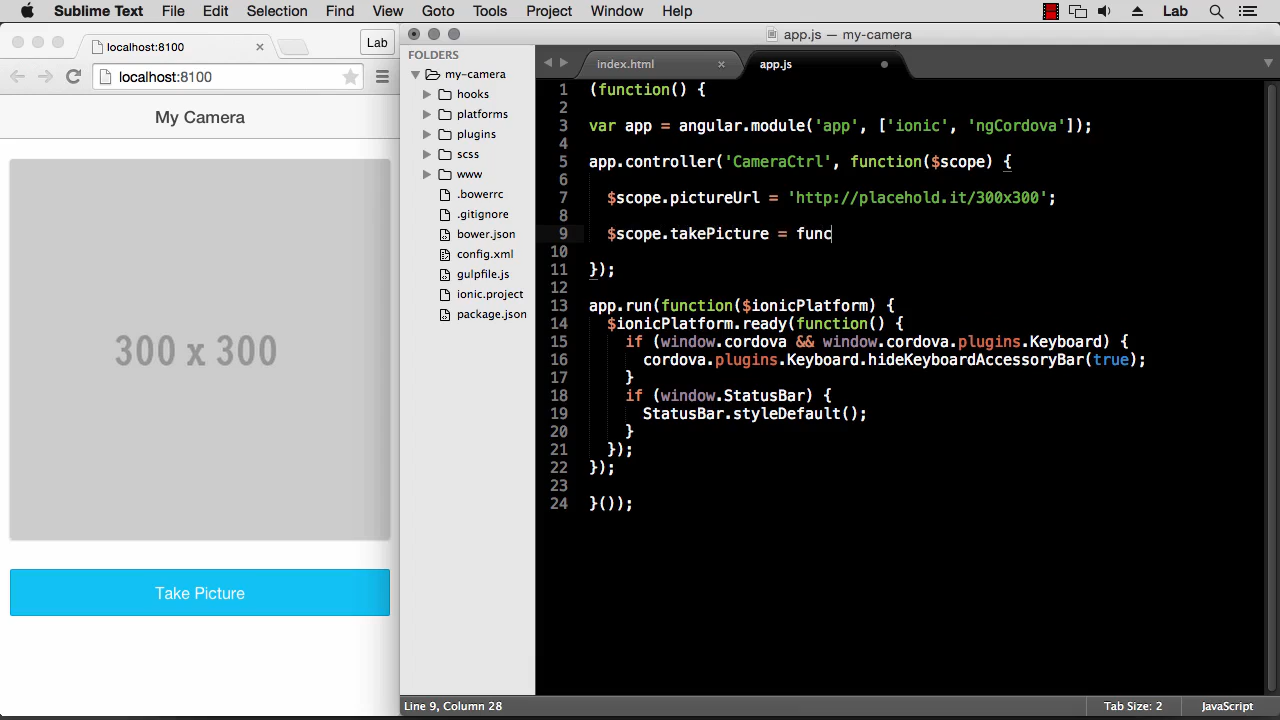 Sublime Text File Edit Selection Find View Goto Tools Project Window Help Lab
localhost:8100
Lab
localhost:8100
My Camera
300 x 300
Take Picture
app.js — my-camera
FOLDERS
my-camera
hooks
platforms
plugins
scss
www
.bowerrc
.gitignore
bower.json
config.xml
gulpfile.js
ionic.project
package.json
index.html
app.js
1 (function() {
2
3 var app = angular.module('app', ['ionic', 'ngCordova']);
4
5 app.controller('CameraCtrl', function($scope) {
6
7 $scope.pictureUrl = 'http://placehold.it/300x300';
8
9 $scope.takePicture = func
10
11 });
12
13 app.run(function($ionicPlatform) {
14 $ionicPlatform.ready(function() {
15 if (window.cordova && window.cordova.plugins.Keyboard) {
16 cordova.plugins.Keyboard.hideKeyboardAccessoryBar(true);
17 }
18 if (window.StatusBar) {
19 StatusBar.styleDefault();
20 }
21 });
22 });
23
24 }());
Line 9, Column 28
Tab Size: 2
JavaScript